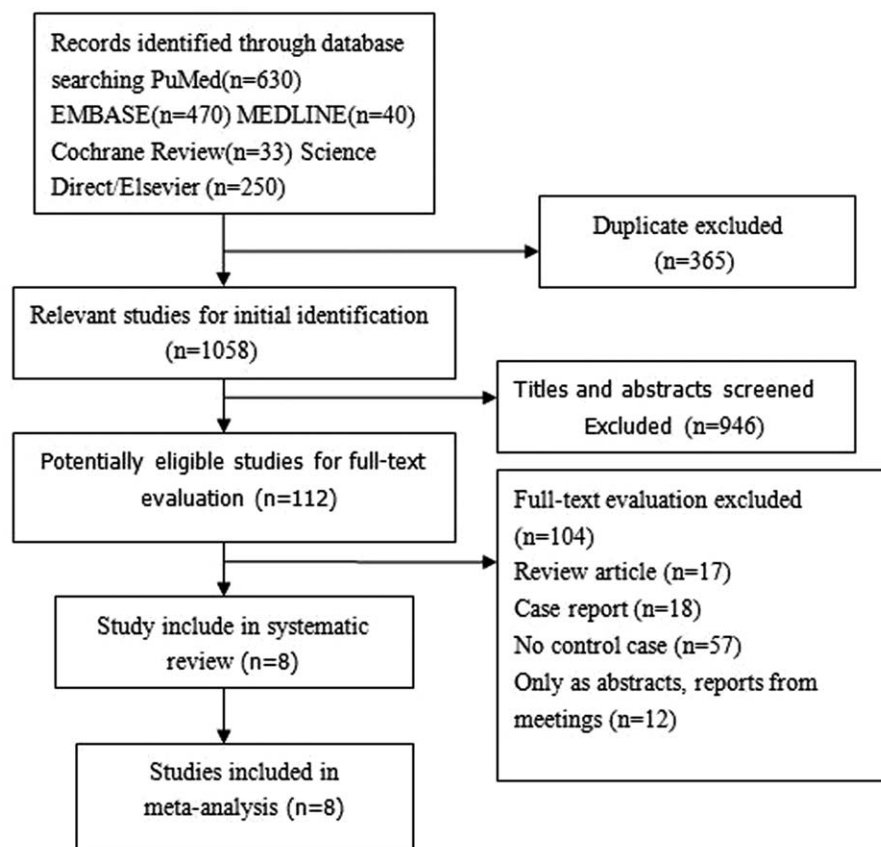 Records identified through database
searching PuMed(n=630)
EMBASE(n=470) MEDLINE(n=40)
Cochrane Review(n=33) Science
Direct/Elsevier (n=250)
Duplicate excluded
(n=365)
Relevant studies for initial identification
(n=1058)
Titles and abstracts screened
Excluded (n=946)
Potentially eligible studies for full-text
evaluation (n=112)
Full-text evaluation excluded
(n=104)
Review article (n=17)
Case report (n=18)
No control case (n=57)
Only as abstracts, reports from
meetings (n=12)
Study include in systematic
review (n=8)
Studies included in
meta-analysis (n=8)